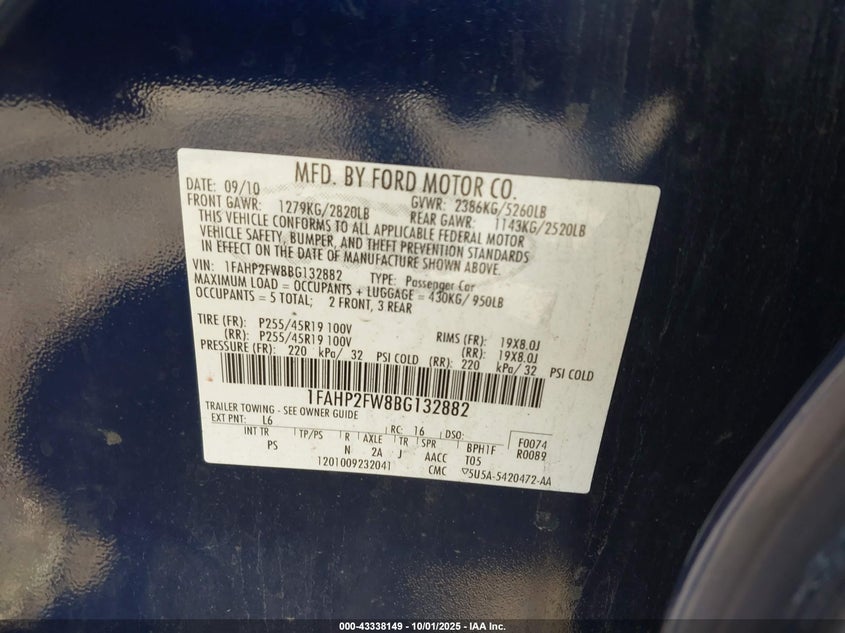 MFD. BY FORD MOTOR CO.
DATE: 09/10 GVWR: 2386KG/5260LB
FRONT GAWR: 1279KG/2820LB REAR GAWR: 1143KG/2520LB
THIS VEHICLE CONFORMS TO ALL APPLICABLE FEDERAL MOTOR
VEHICLE SAFETY, BUMPER, AND THEFT PREVENTION STANDARDS
IN EFFECT ON THE DATE OF MANUFACTURE SHOWN ABOVE.
VIN: 1FAHP2FW8BG132882 TYPE: Passenger Car
MAXIMUM LOAD = OCCUPANTS + LUGGAGE = 430KG/ 950LB
OCCUPANTS = 5 TOTAL; 2 FRONT, 3 REAR
TIRE (FR): P255/45R19 100V RIMS (FR): 19X8.0J
(RR): P255/45R19 100V (RR): 19X8.0J
PRESSURE (FR): 220 kPa/ 32 PSI COLD (RR): 220 kPa/ 32 PSI COLD
1FAHP2FW8BG132882
TRAILER TOWING - SEE OWNER GUIDE
EXT PNT: L6 RC: 16 DSO: F0074
INT TR TP/PS R AXLE TR SPR BPH1F R0089
PS N 2A J AACC T05
1201009232041 CMC ♡5U5A-5420472-AA
000-43338149 - 10/01/2025 - IAA Inc.